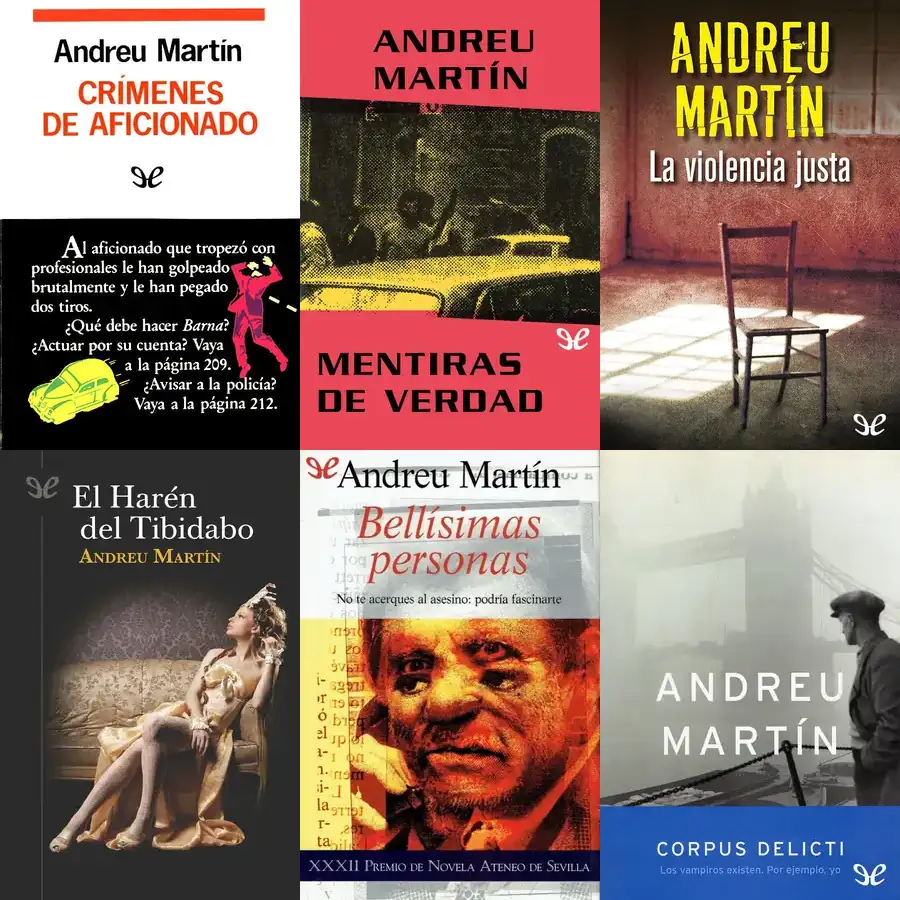 Andreu Martín
CRÍMENES
DE AFICIONADO
Al aficionado que tropezó con
profesionales le han golpeado
brutalmente y le han pegado
dos tiros.
¿Qué debe hacer Barna?
¿Actuar por su cuenta? Vaya
a la página 209.
¿Avisar a la policía?
Vaya a la página 212.
ANDREU
MARTÍN
MENTIRAS
DE VERDAD
ANDREU
MARTÍN
La violencia justa
El Harén
del Tibidabo
ANDREU MARTÍN
Andreu Martín
Bellísimas
personas
No te acerques al asesino: podría fascinarte
XXXII PREMIO DE NOVELA ATENEO DE SEVILLA
ANDREU
MARTÍN
CORPUS DELICTI
Los vampiros existen. Por ejemplo, yo